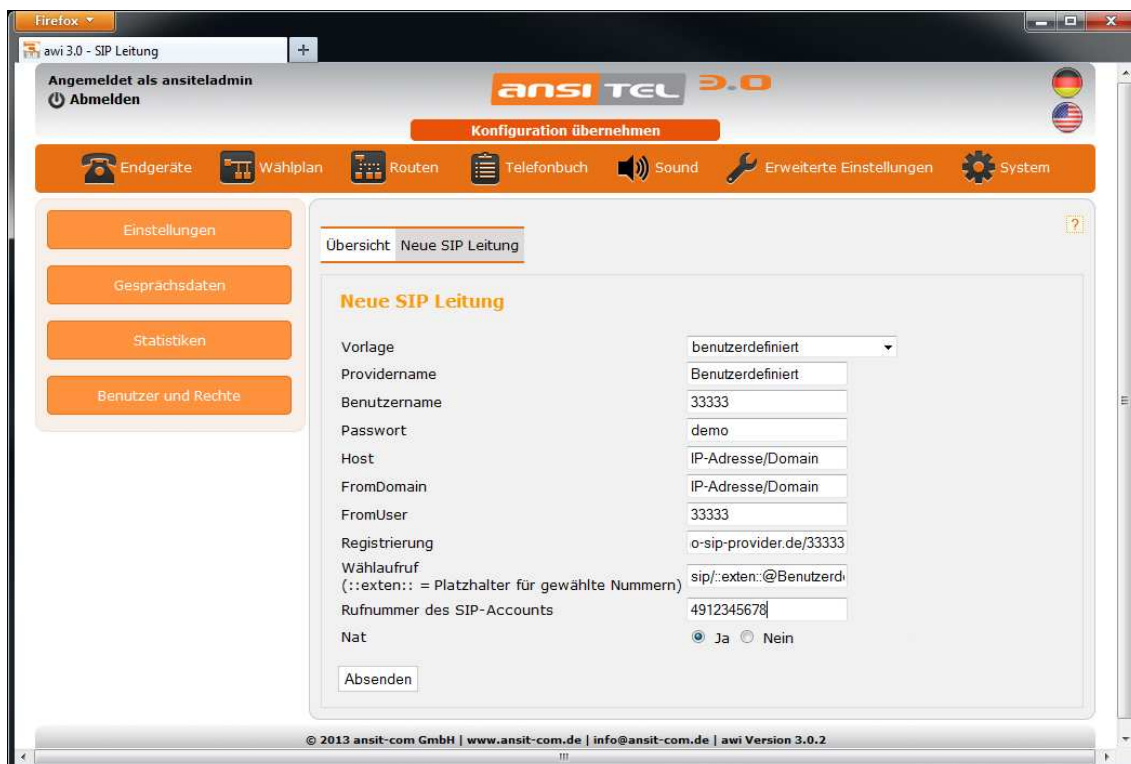 Firefox
awi 3.0 - SIP Leitung
Angemeldet als ansiteladmin
Abmelden
ansi TEL 3.0
Konfiguration übernehmen
Endgeräte Wählplan Routen Telefonbuch Sound Erweiterte Einstellungen System
Einstellungen
Gesprächsdaten
Statistiken
Benutzer und Rechte
Übersicht Neue SIP Leitung
?
Neue SIP Leitung
Vorlage benutzerdefiniert
Providername Benutzerdefiniert
Benutzername 33333
Passwort demo
Host IP-Adresse/Domain
FromDomain IP-Adresse/Domain
FromUser 33333
Registrierung o-sip-provider.de/33333
Wählaufruf
(::exten:: = Platzhalter für gewählte Nummern) sip/::exten::@Benutzerd
Rufnummer des SIP-Accounts 4912345678
Nat Ja Nein
Absenden
© 2013 ansit-com GmbH | www.ansit-com.de | info@ansit-com.de | awi Version 3.0.2